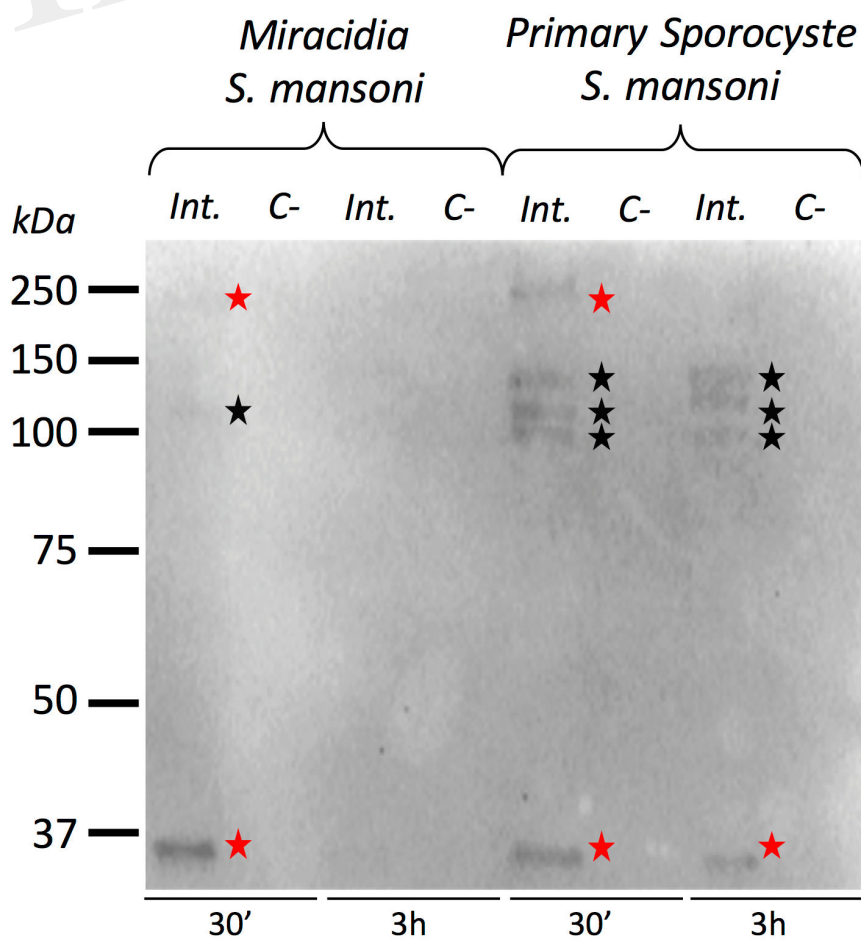 Miracidia
S. mansoni
Primary Sporocyste
S. mansoni
kDa
Int. C- Int. C- Int. C- Int. C-
250
150
100
75
50
37
30’ 3h 30’ 3h